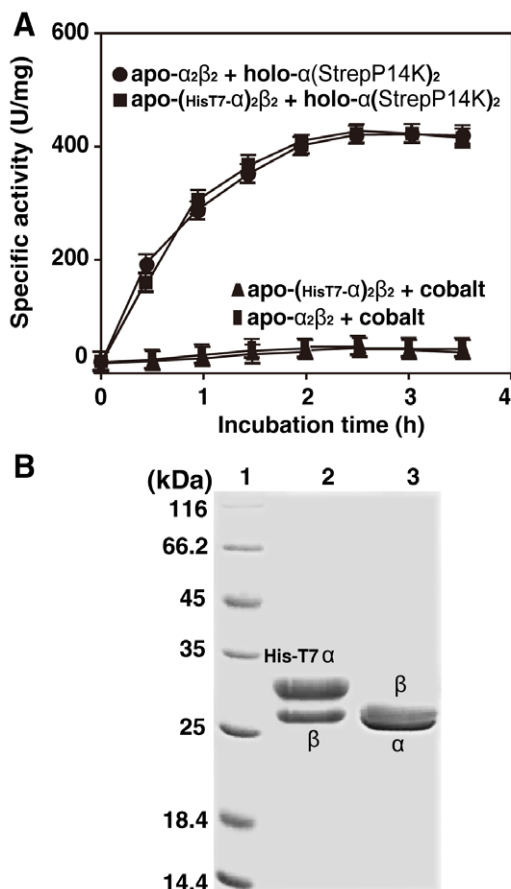 A
600
400
200
0
Specific activity (U/mg)
apo-α₂β₂ + holo-α(StrepP14K)₂
apo-(HisT7-α)₂β₂ + holo-α(StrepP14K)₂
apo-(HisT7-α)₂β₂ + cobalt
apo-α₂β₂ + cobalt
0 1 2 3 4
Incubation time (h)
B
(kDa) 1 2 3
116
66.2
45
35
His-T7 α
β
25
β
α
18.4
14.4